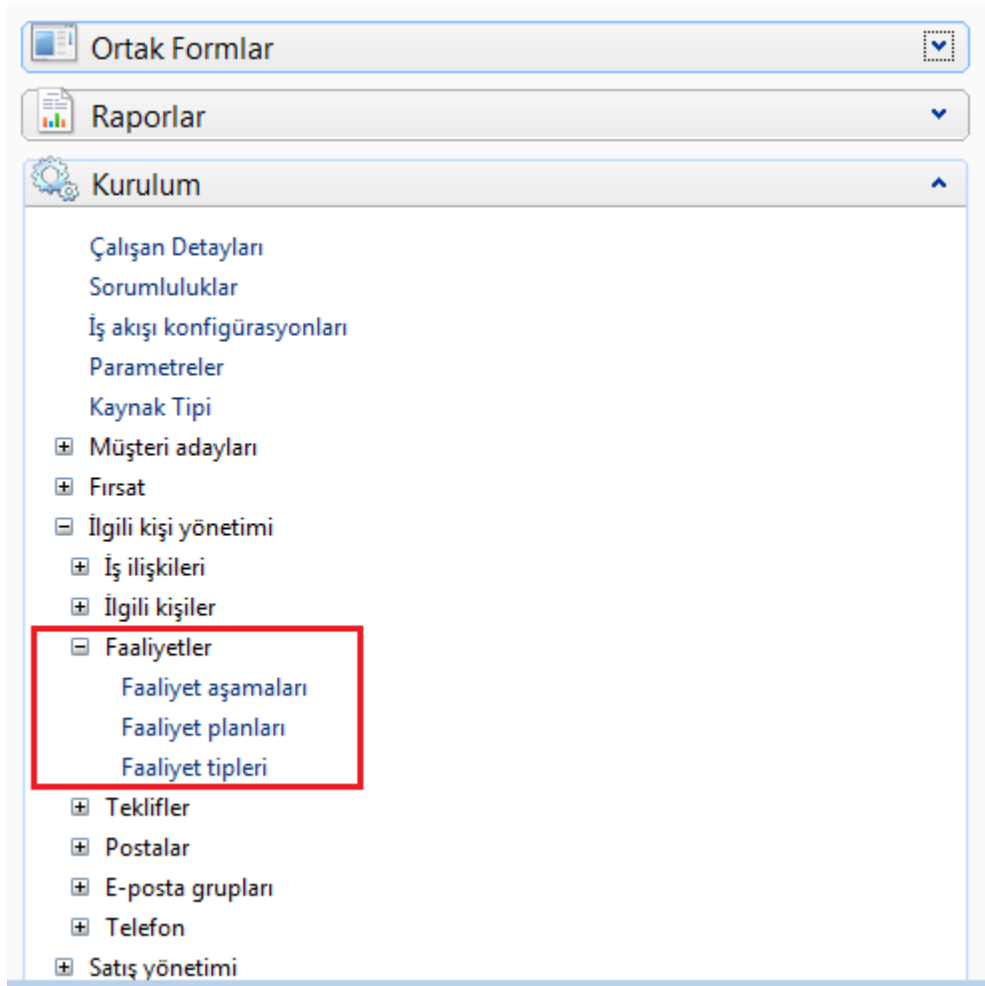 Ortak Formlar
Raporlar
Kurulum
Çalışan Detayları
Sorumluluklar
İş akışı konfigürasyonları
Parametreler
Kaynak Tipi
Müşteri adayları
Fırsat
İlgili kişi yönetimi
İş ilişkileri
İlgili kişiler
Faaliyetler
Faaliyet aşamaları
Faaliyet planları
Faaliyet tipleri
Teklifler
Postalar
E-posta grupları
Telefon
Satış yönetimi